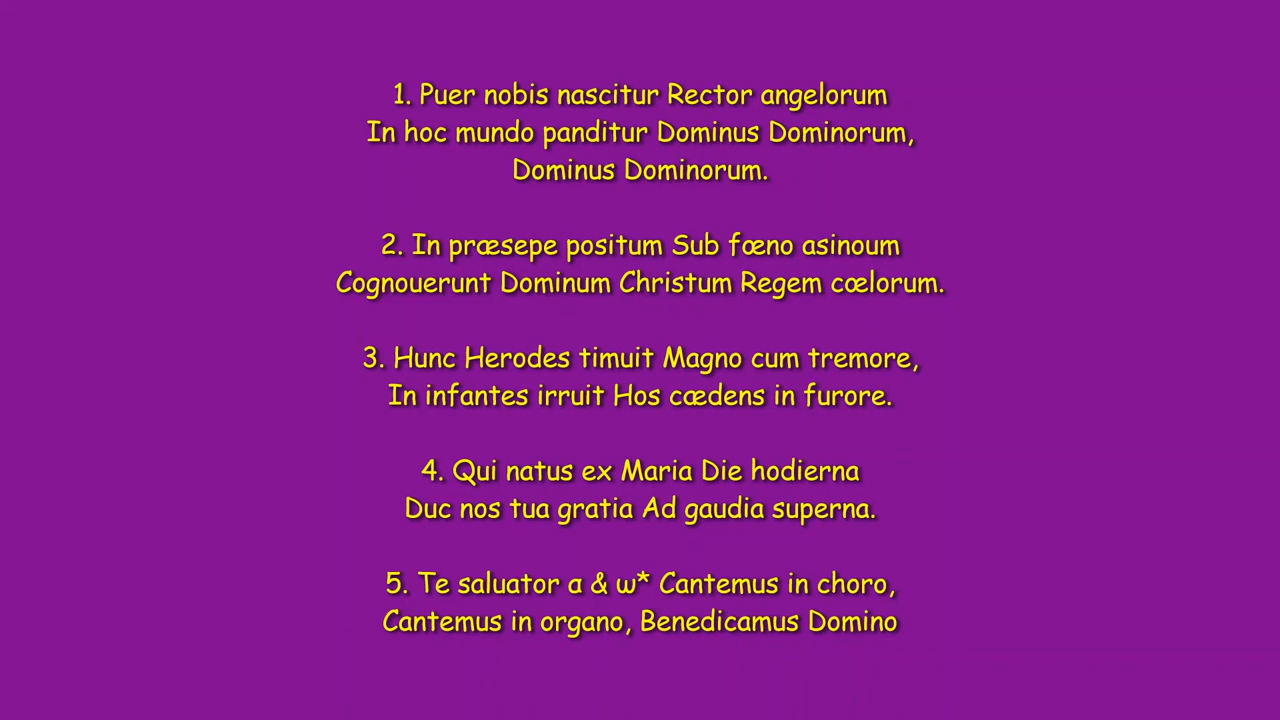 1. Puer nobis nascitur Rector angelorum
In hoc mundo panditur Dominus Dominorum,
Dominus Dominorum.
2. In præsepe positum Sub fœno asinoum
Cognouerunt Dominum Christum Regem cœlorum.
3. Hunc Herodes timuit Magno cum tremore,
In infantes irruit Hos cædens in furore.
4. Qui natus ex Maria Die hodierna
Duc nos tua gratia Ad gaudia superna.
5. Te saluator α & ω* Cantemus in choro,
Cantemus in organo, Benedicamus Domino